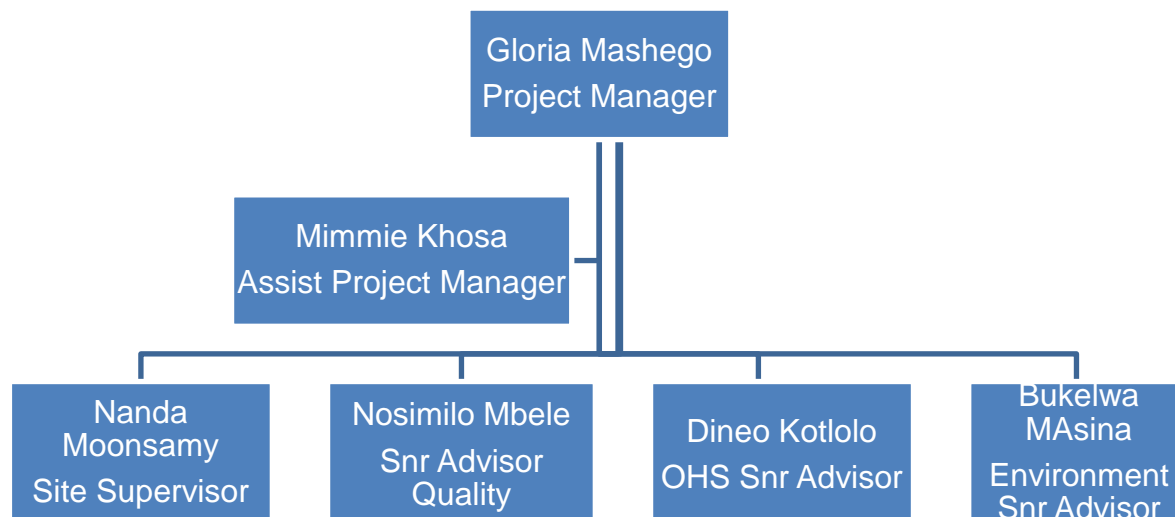 Gloria Mashego
Project Manager
Mimmie Khosa
Assist Project Manager
Nanda
Moonsamy
Site Supervisor
Nosimilo Mbele
Snr Advisor
Quality
Dineo Kotlolo
OHS Snr Advisor
Bukelwa
MAsina
Environment
Snr Advisor